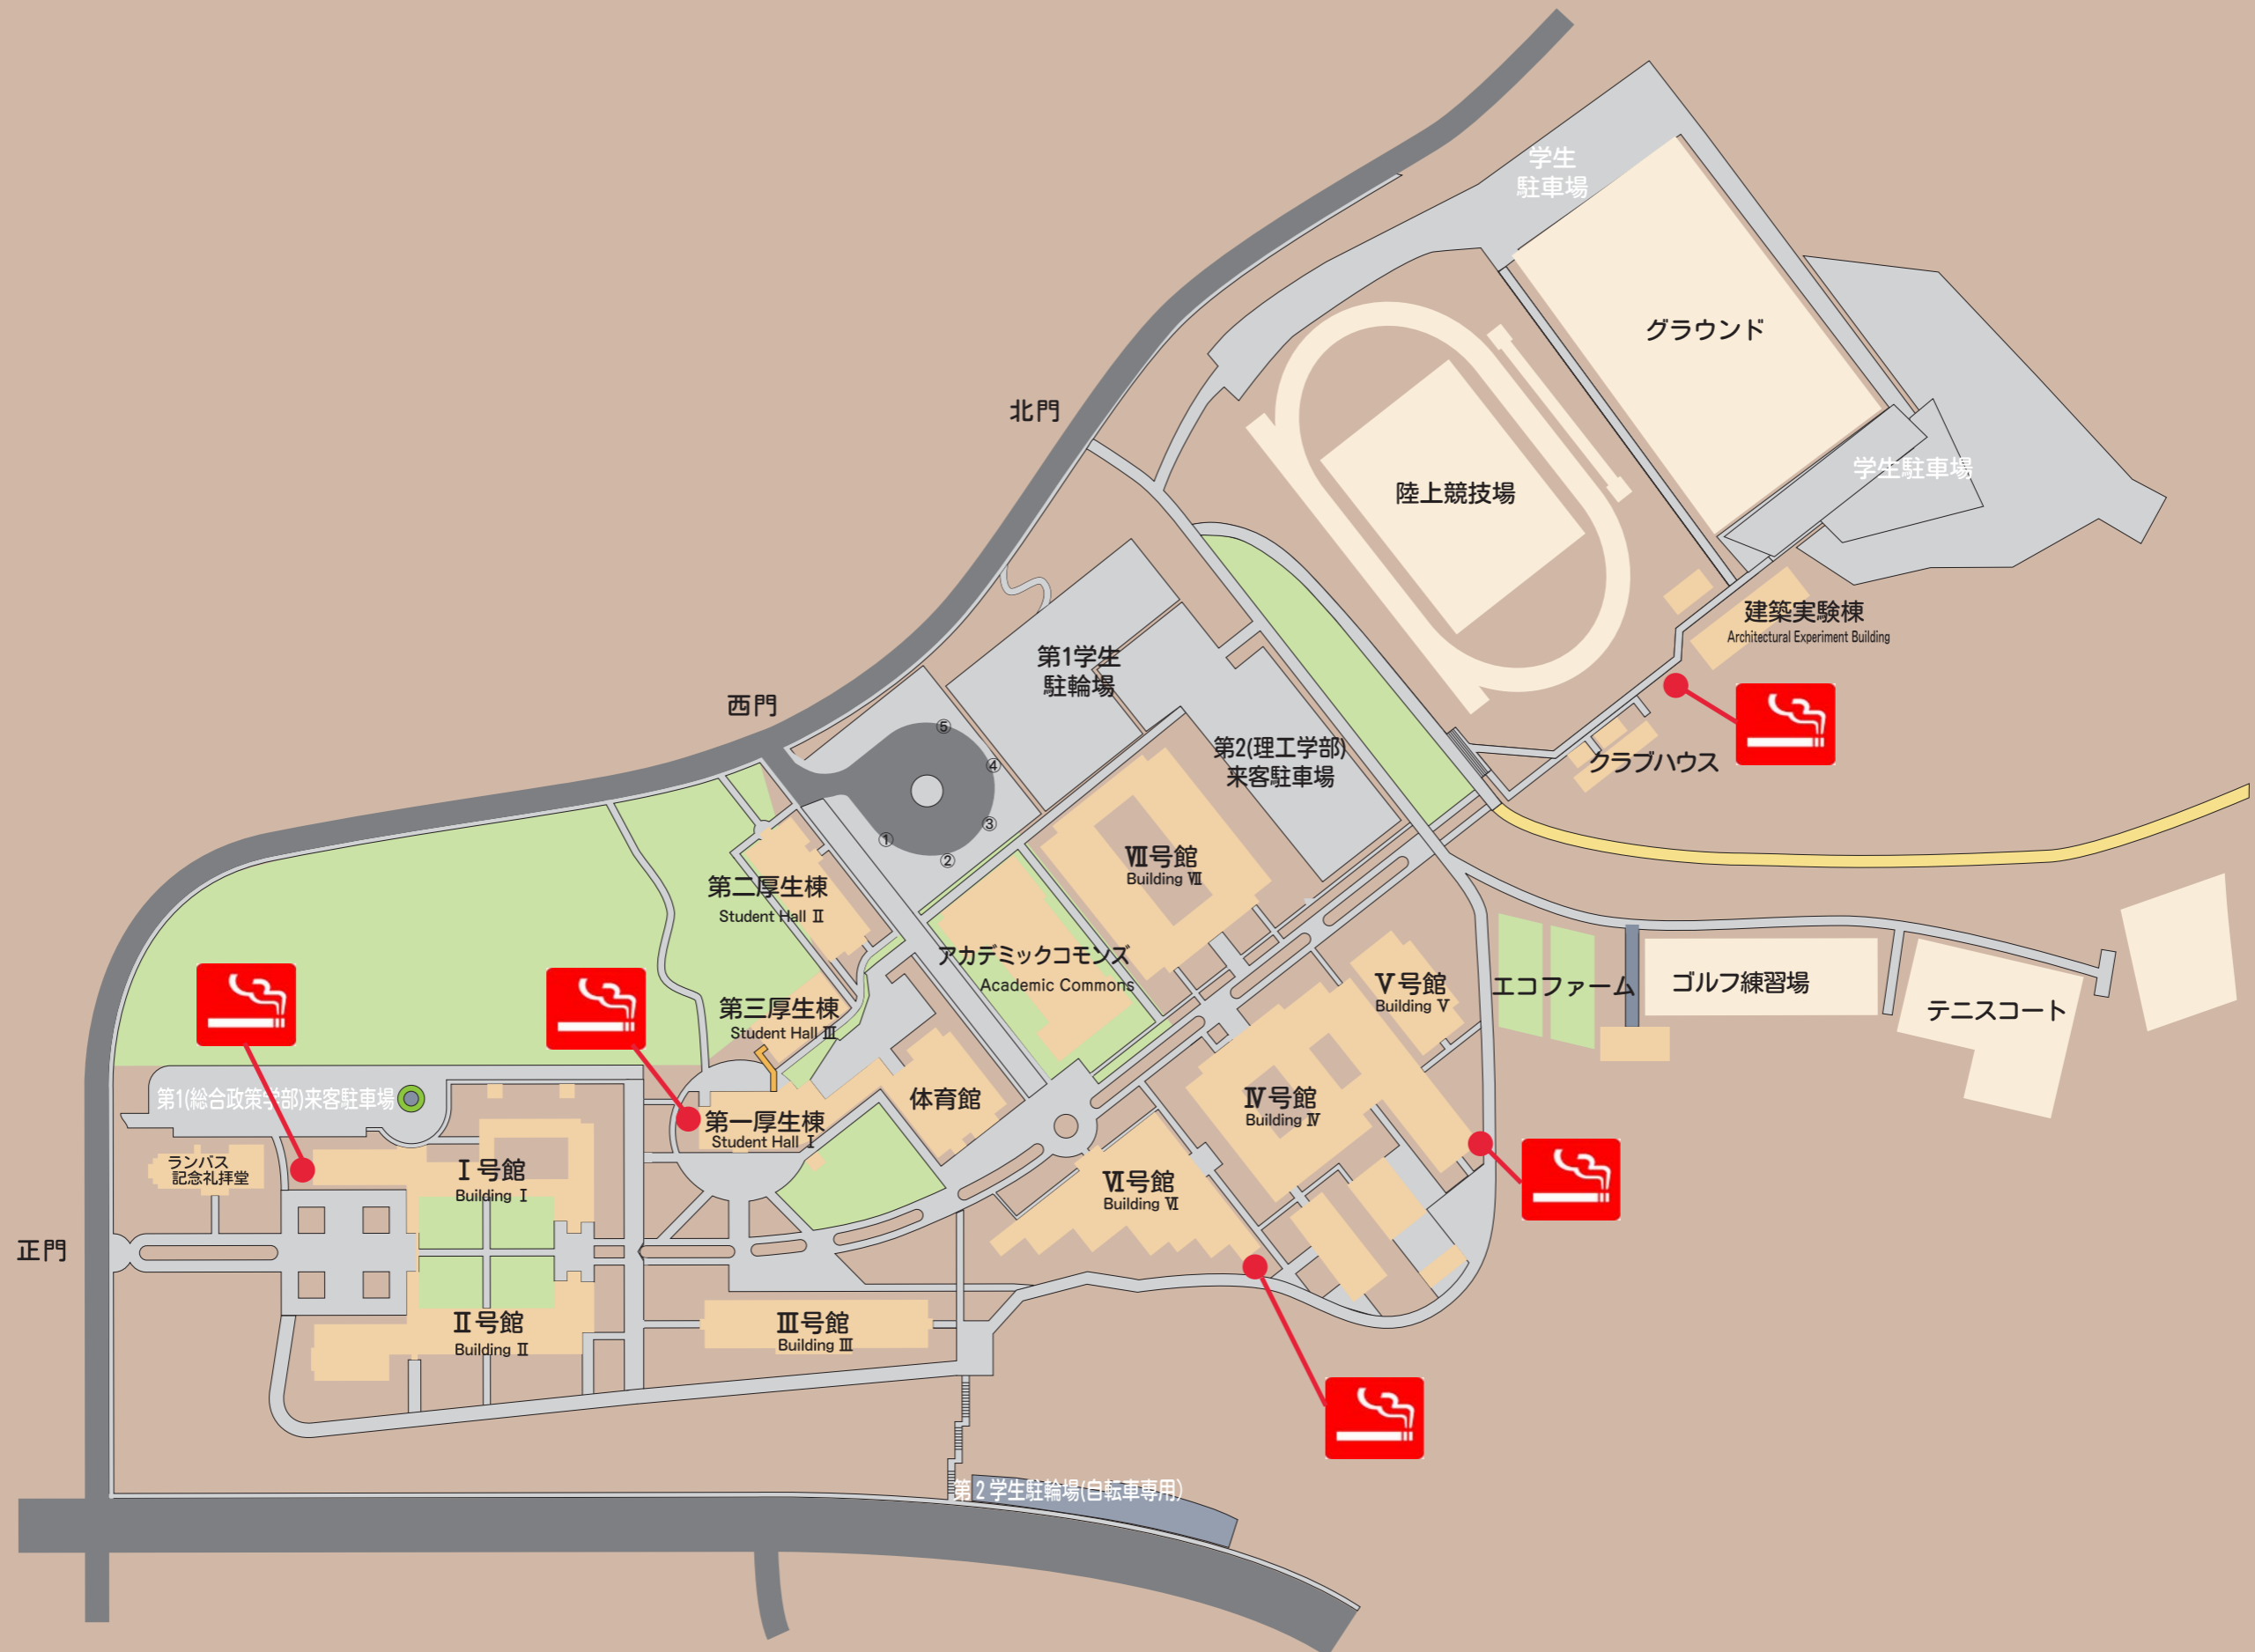 学生
駐車場
グラウンド
北門
学生駐車場
陸上競技場
建築実験棟
Architectural Experiment Building
第1学生
駐輪場
西門
⑤
④
③
②
①
第2(理工学部)
来客駐車場
クラブハウス
Ⅶ号館
Building Ⅶ
第二厚生棟
Student Hall Ⅱ
アカデミックコモンズ
Academic Commons
Ⅴ号館
Building Ⅴ
エコファーム
ゴルフ練習場
テニスコート
第三厚生棟
Student Hall Ⅲ
第1(総合政策学部)来客駐車場
体育館
Ⅳ号館
Building Ⅳ
第一厚生棟
Student Hall Ⅰ
ランバス
記念礼拝堂
Ⅰ号館
Building Ⅰ
Ⅵ号館
Building Ⅵ
正門
Ⅱ号館
Building Ⅱ
Ⅲ号館
Building Ⅲ
第2学生駐輪場(自転車専用)